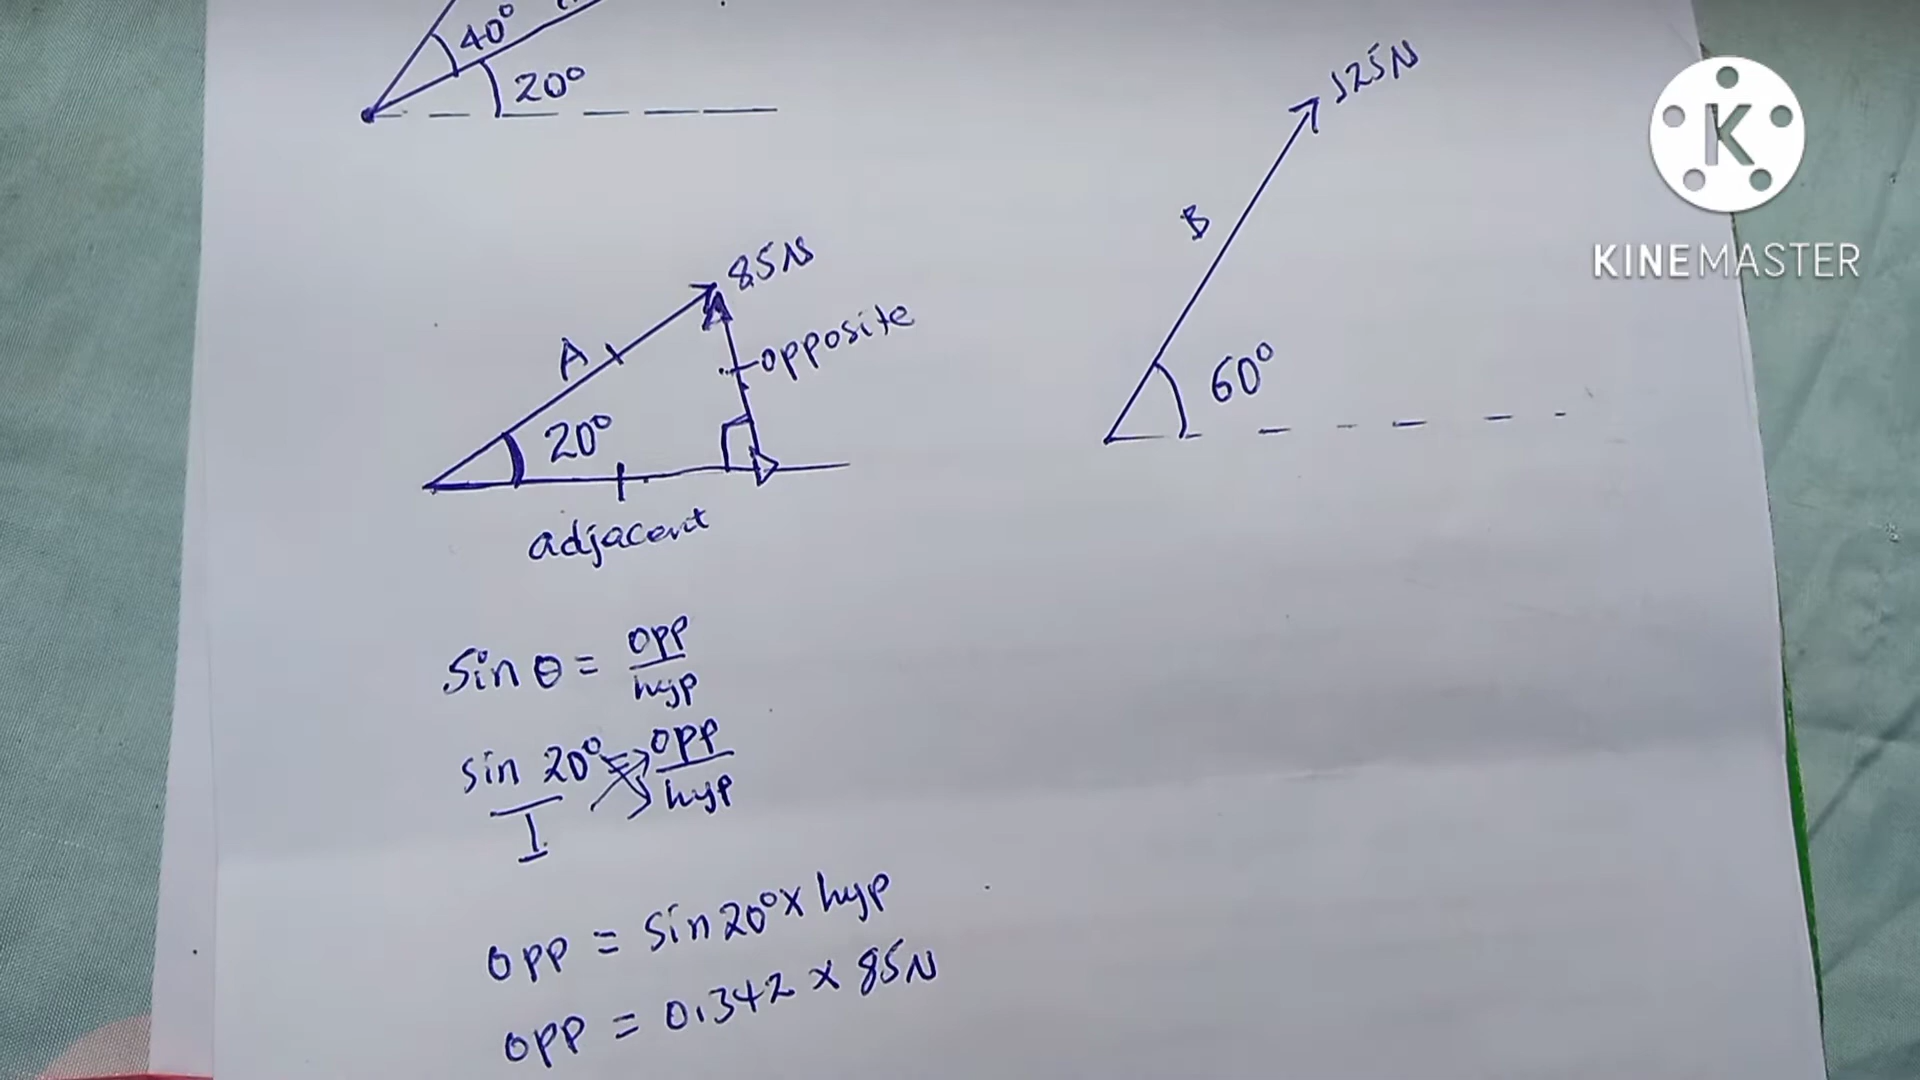 40°
20°
125N
B
60°
85N
A
opposite
20°
adjacent
Sin θ = opp/hyp
sin 20°/1 = opp/hyp
opp = sin 20° x hyp
opp = 0.342 x 85N
K
KINEMASTER